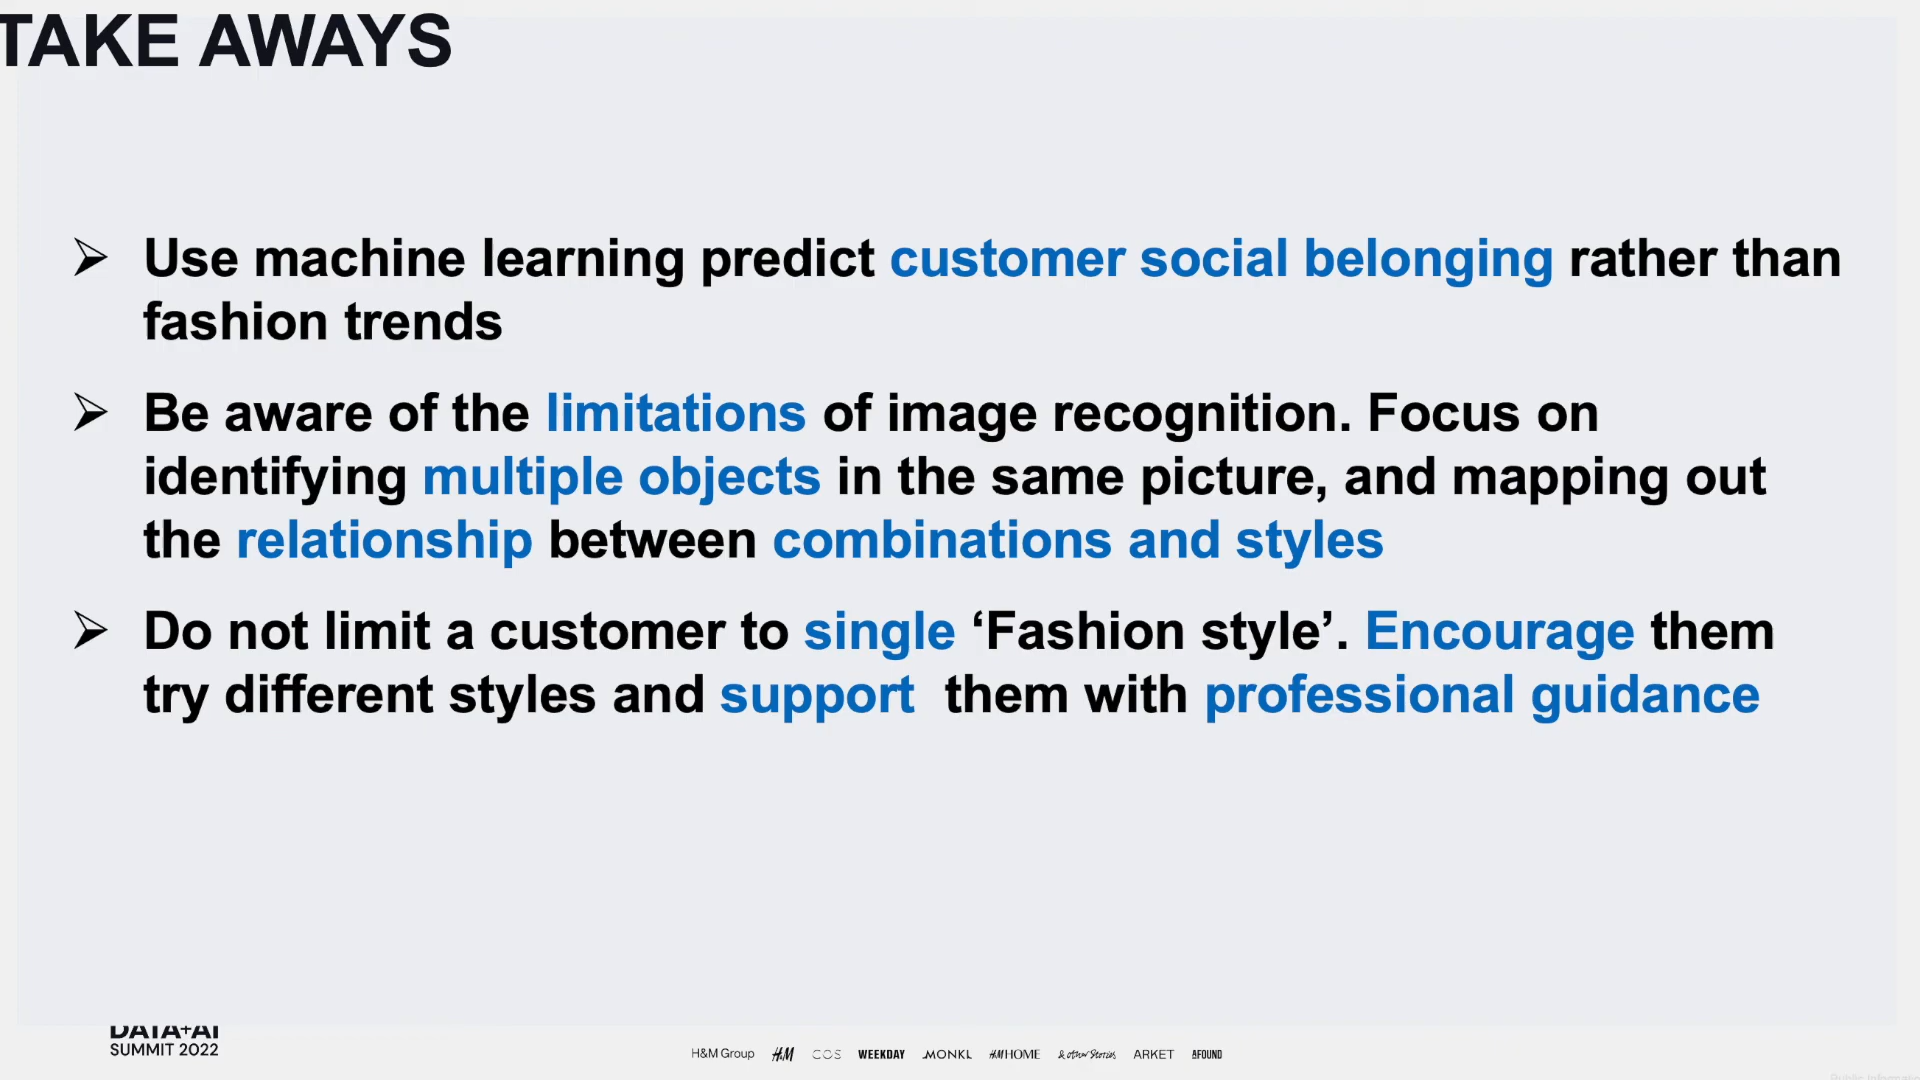 TAKE AWAYS
➢ Use machine learning predict customer social belonging rather than
fashion trends
➢ Be aware of the limitations of image recognition. Focus on
identifying multiple objects in the same picture, and mapping out
the relationship between combinations and styles
➢ Do not limit a customer to single ‘Fashion style’. Encourage them
try different styles and support  them with professional guidance
DATA+AI
SUMMIT 2022
H&M Group H&M COS WEEKDAY MONKI H&M HOME & other Stories ARKET AFOUND